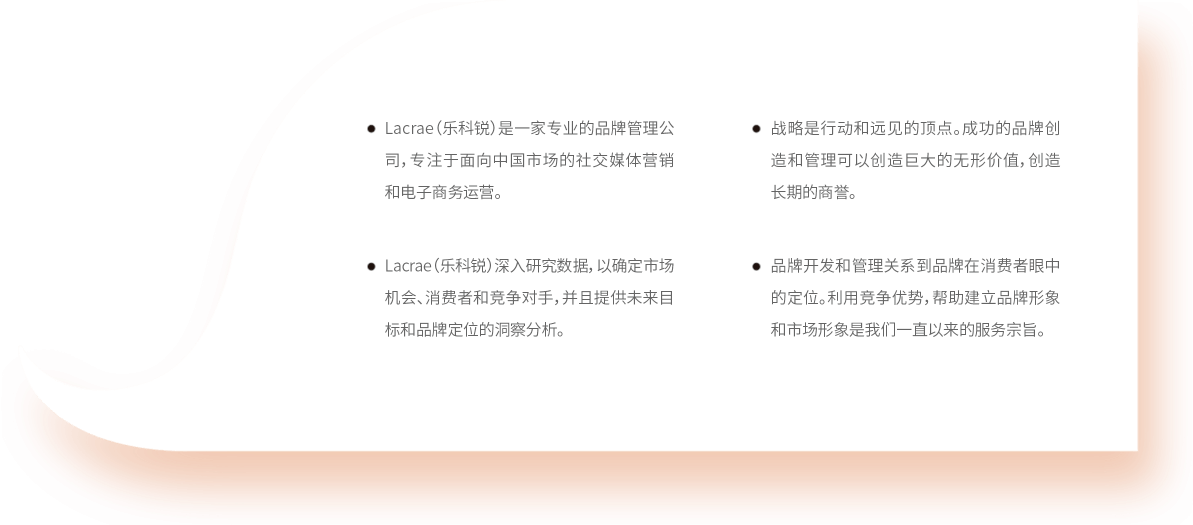 Lacrae（乐科锐）是一家专业的品牌管理公
司，专注于面向中国市场的社交媒体营销
和电子商务运营。
战略是行动和远见的顶点。成功的品牌创
造和管理可以创造巨大的无形价值，创造
长期的商誉。
Lacrae（乐科锐）深入研究数据，以确定市场
机会、消费者和竞争对手，并且提供未来目
标和品牌定位的洞察分析。
品牌开发和管理关系到品牌在消费者眼中
的定位。利用竞争优势，帮助建立品牌形象
和市场形象是我们一直以来的服务宗旨。